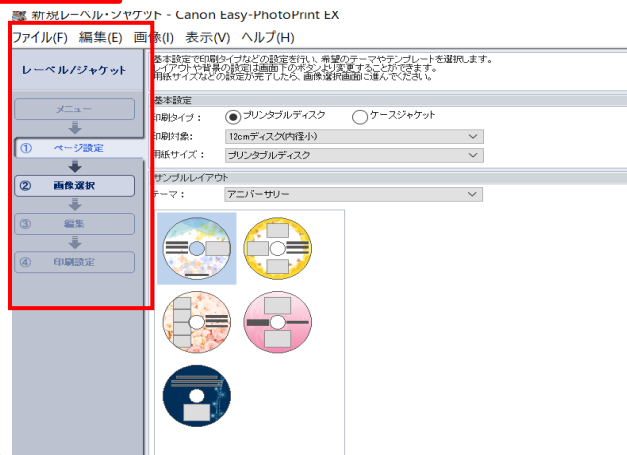 新規レーベル・ジャケット - Canon Easy-PhotoPrint EX
ファイル(F) 編集(E) 画像(I) 表示(V) ヘルプ(H)
レーベル/ジャケット
メニュー
① ページ設定
② 画像選択
③ 編集
④ 印刷設定
基本設定で印刷タイプなどの設定を行い、希望のテーマやテンプレートを選択します。
レイアウトや背景の設定は画面下のボタンより変更することができます。
用紙サイズなどの設定が完了したら、画像選択画面に進んでください。
基本設定
印刷タイプ: プリンタブルディスク ケースジャケット
印刷対象: 12cmディスク(内径小)
用紙サイズ: プリンタブルディスク
サンプルレイアウト
テーマ: アニバーサリー